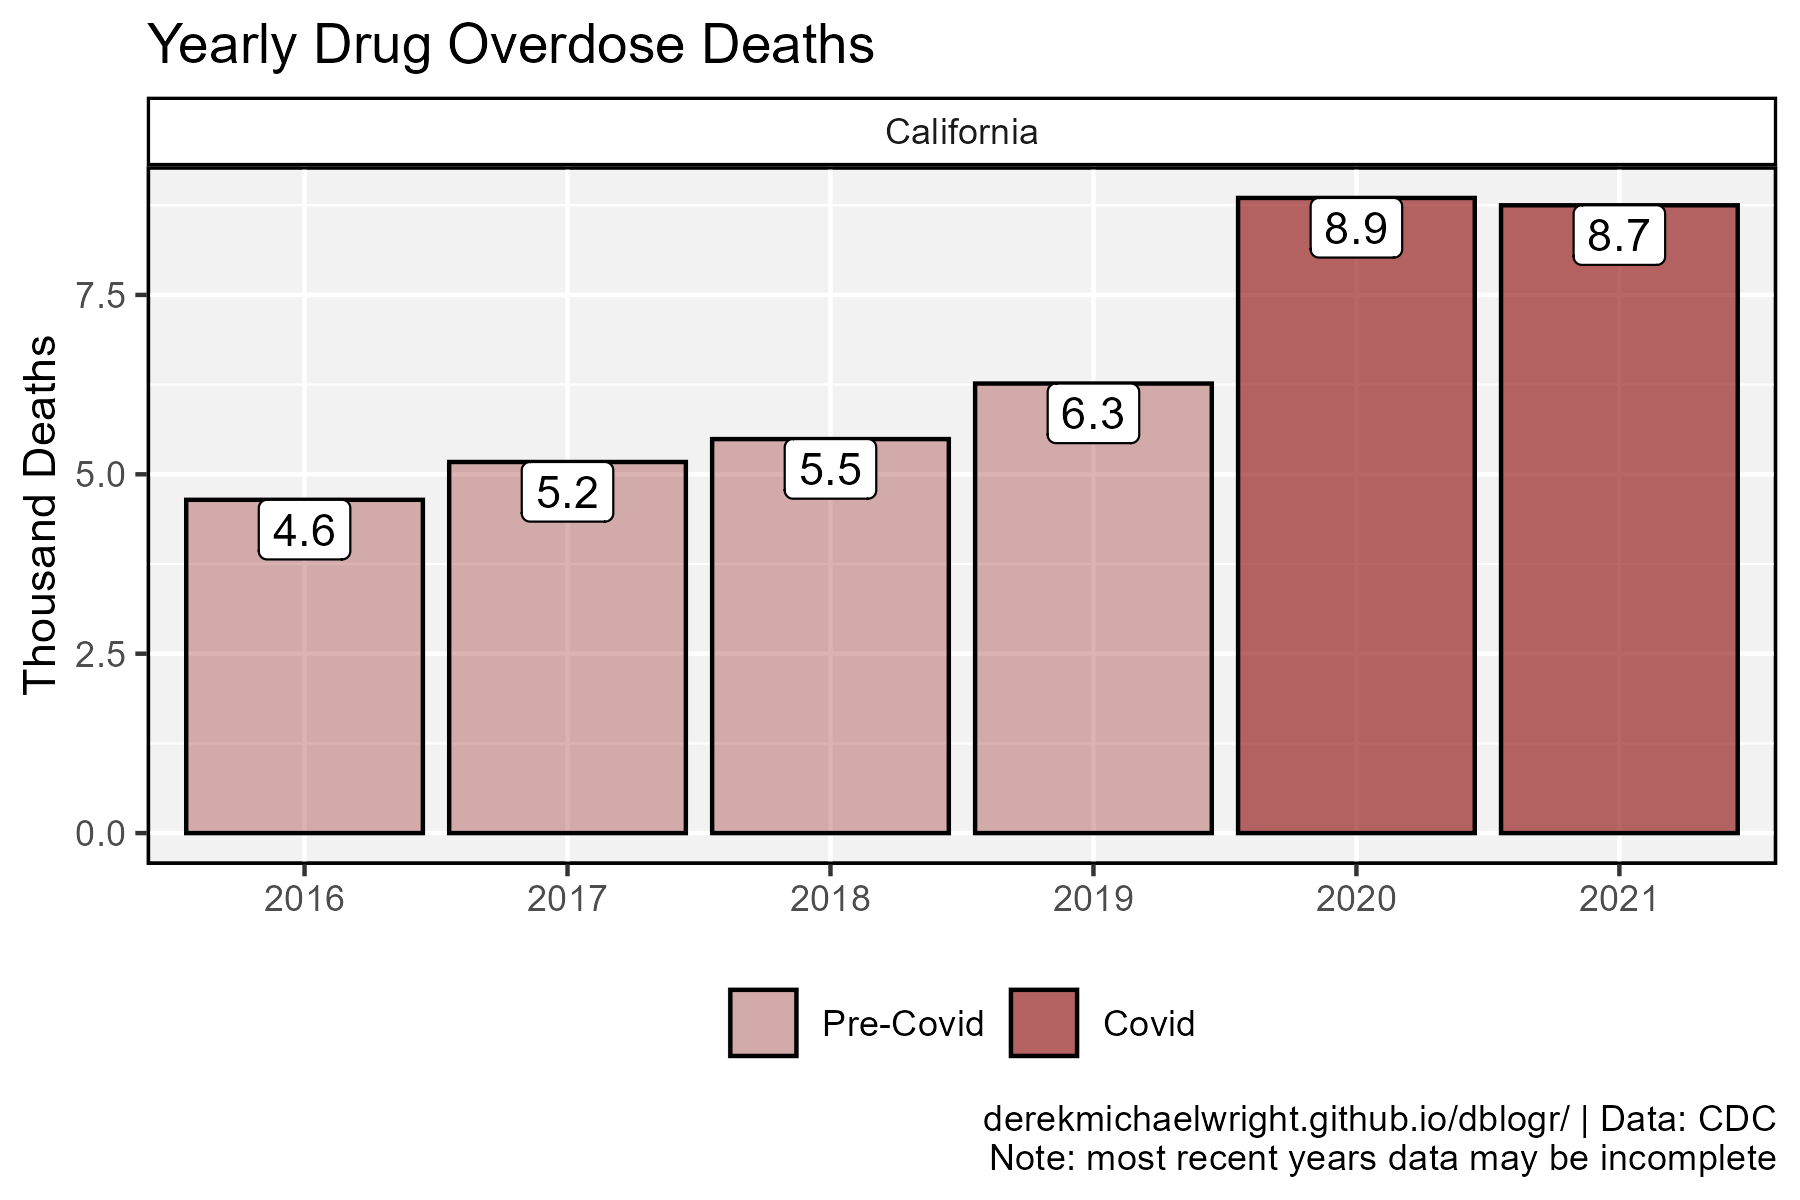 Yearly Drug Overdose Deaths
California
Thousand Deaths
7.5
5.0
2.5
0.0
4.6
5.2
5.5
6.3
8.9
8.7
2016 2017 2018 2019 2020 2021
Pre-Covid Covid
derekmichaelwright.github.io/dblogr/ | Data: CDC
Note: most recent years data may be incomplete